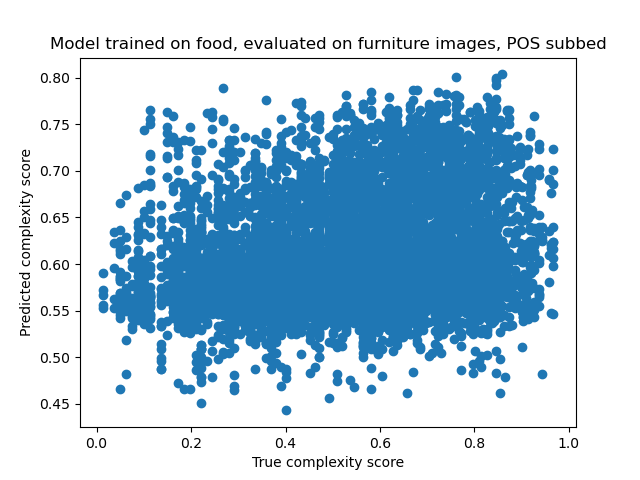 Model trained on food, evaluated on furniture images, POS subbed
Predicted complexity score
0.80
0.75
0.70
0.65
0.60
0.55
0.50
0.45
0.0 0.2 0.4 0.6 0.8 1.0
True complexity score